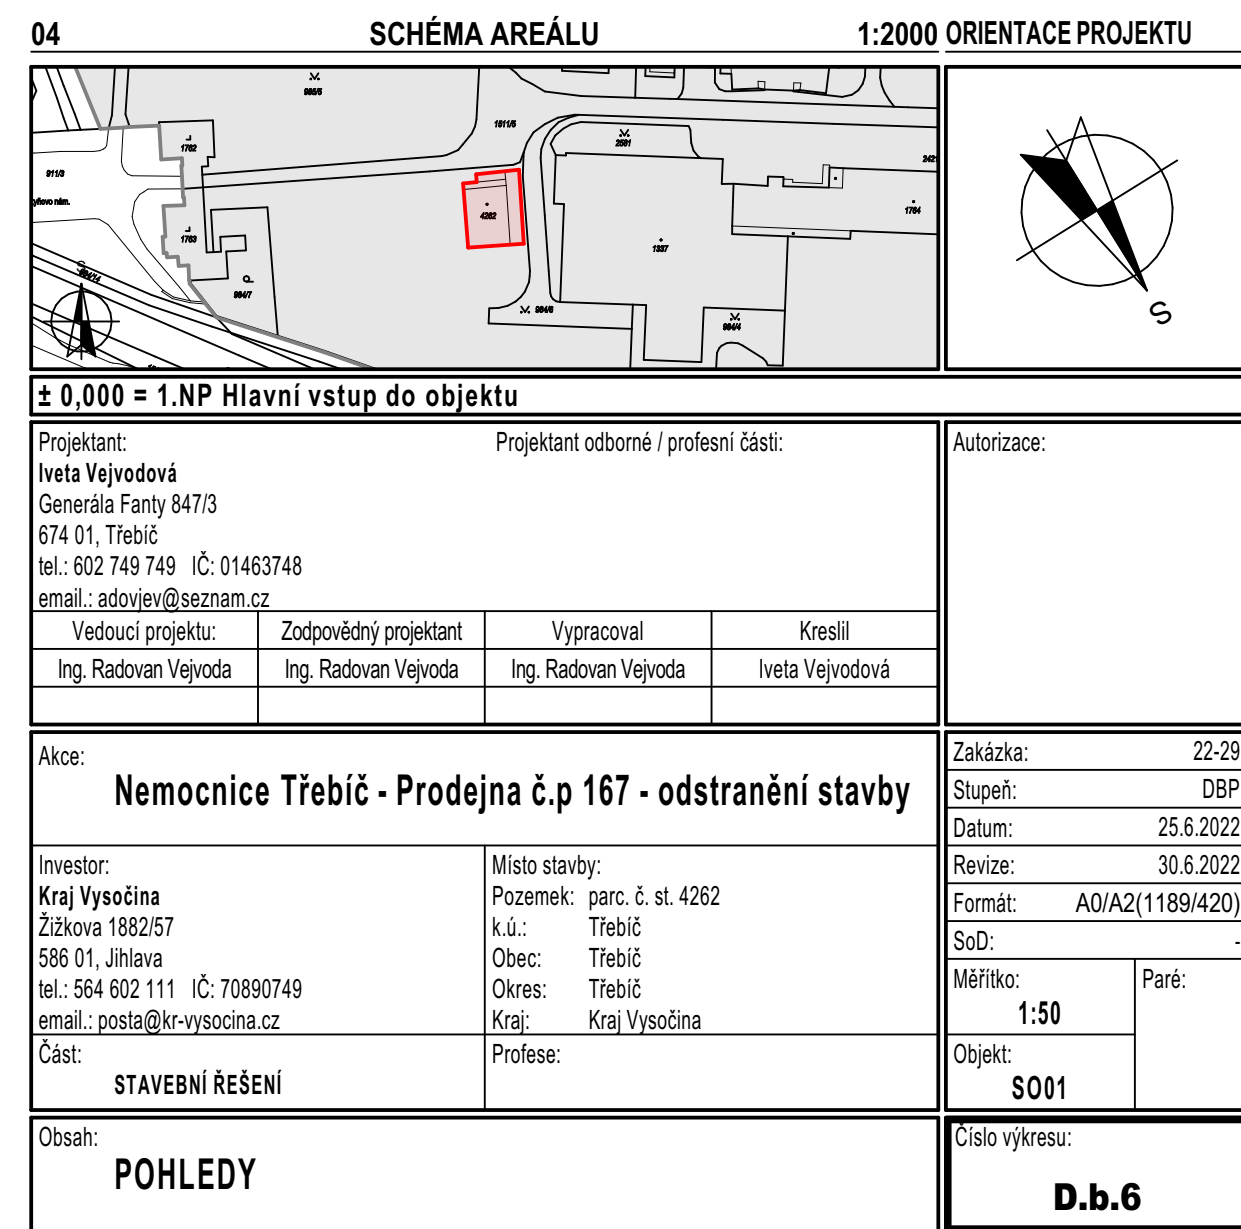 04 SCHÉMA AREÁLU 1:2000 ORIENTACE PROJEKTU
985/5
1811/5
2581
1762
911/3
4262
1763
1337
1764
984/7
984/6
984/4
984/14
S
± 0,000 = 1.NP Hlavní vstup do objektu
Projektant: Projektant odborné / profesní části: Autorizace:
Iveta Vejvodová
Generála Fanty 847/3
674 01, Třebíč
tel.: 602 749 749 IČ: 01463748
email.: adovjev@seznam.cz
Vedoucí projektu: Zodpovědný projektant Vypracoval Kreslil
Ing. Radovan Vejvoda Ing. Radovan Vejvoda Ing. Radovan Vejvoda Iveta Vejvodová
Akce:
Nemocnice Třebíč - Prodejna č.p 167 - odstranění stavby
Zakázka: 22-29
Stupeň: DBP
Datum: 25.6.2022
Revize: 30.6.2022
Formát: A0/A2(1189/420)
SoD: -
Měřítko: Paré:
1:50
Objekt:
SO01
Investor:
Kraj Vysočina
Žižkova 1882/57
586 01, Jihlava
tel.: 564 602 111 IČ: 70890749
email.: posta@kr-vysocina.cz
Místo stavby:
Pozemek: parc. č. st. 4262
k.ú.: Třebíč
Obec: Třebíč
Okres: Třebíč
Kraj: Kraj Vysočina
Část:
STAVEBNÍ ŘEŠENÍ
Profese:
Obsah:
POHLEDY
Číslo výkresu:
D.b.6